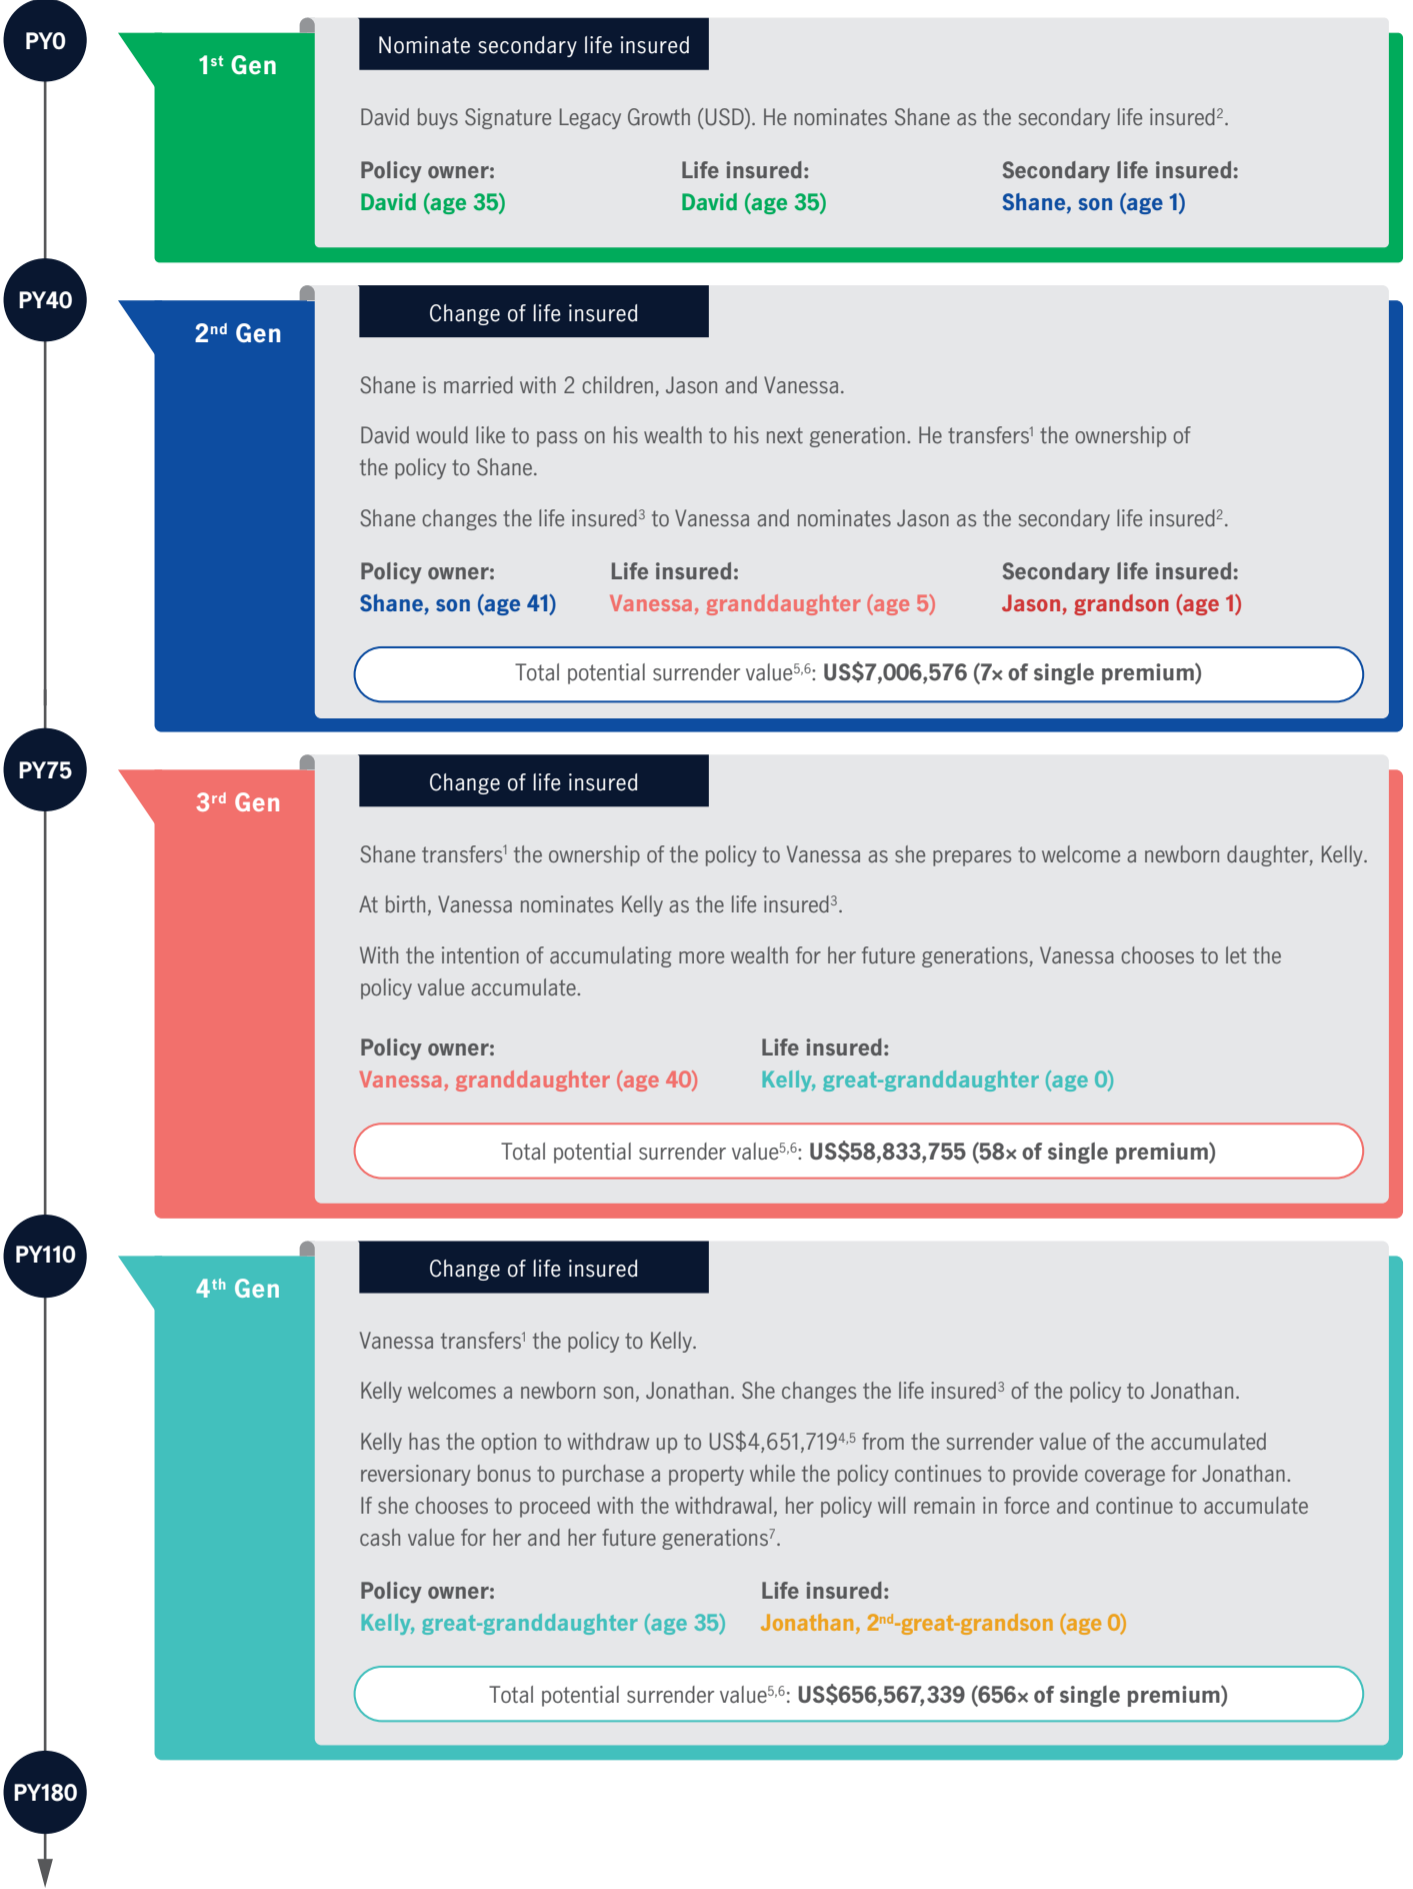 PY0
1st Gen
Nominate secondary life insured
David buys Signature Legacy Growth (USD). He nominates Shane as the secondary life insured².
Policy owner: Life insured: Secondary life insured:
David (age 35) David (age 35) Shane, son (age 1)
PY40
2nd Gen
Change of life insured
Shane is married with 2 children, Jason and Vanessa.
David would like to pass on his wealth to his next generation. He transfers¹ the ownership of
the policy to Shane.
Shane changes the life insured³ to Vanessa and nominates Jason as the secondary life insured².
Policy owner: Life insured: Secondary life insured:
Shane, son (age 41) Vanessa, granddaughter (age 5) Jason, grandson (age 1)
Total potential surrender value⁵,⁶: US$7,006,576 (7× of single premium)
PY75
3rd Gen
Change of life insured
Shane transfers¹ the ownership of the policy to Vanessa as she prepares to welcome a newborn daughter, Kelly.
At birth, Vanessa nominates Kelly as the life insured³.
With the intention of accumulating more wealth for her future generations, Vanessa chooses to let the
policy value accumulate.
Policy owner: Life insured:
Vanessa, granddaughter (age 40) Kelly, great-granddaughter (age 0)
Total potential surrender value⁵,⁶: US$58,833,755 (58× of single premium)
PY110
4th Gen
Change of life insured
Vanessa transfers¹ the policy to Kelly.
Kelly welcomes a newborn son, Jonathan. She changes the life insured³ of the policy to Jonathan.
Kelly has the option to withdraw up to US$4,651,719⁴,⁵ from the surrender value of the accumulated
reversionary bonus to purchase a property while the policy continues to provide coverage for Jonathan.
If she chooses to proceed with the withdrawal, her policy will remain in force and continue to accumulate
cash value for her and her future generations⁷.
Policy owner: Life insured:
Kelly, great-granddaughter (age 35) Jonathan, 2nd-great-grandson (age 0)
Total potential surrender value⁵,⁶: US$656,567,339 (656× of single premium)
PY180